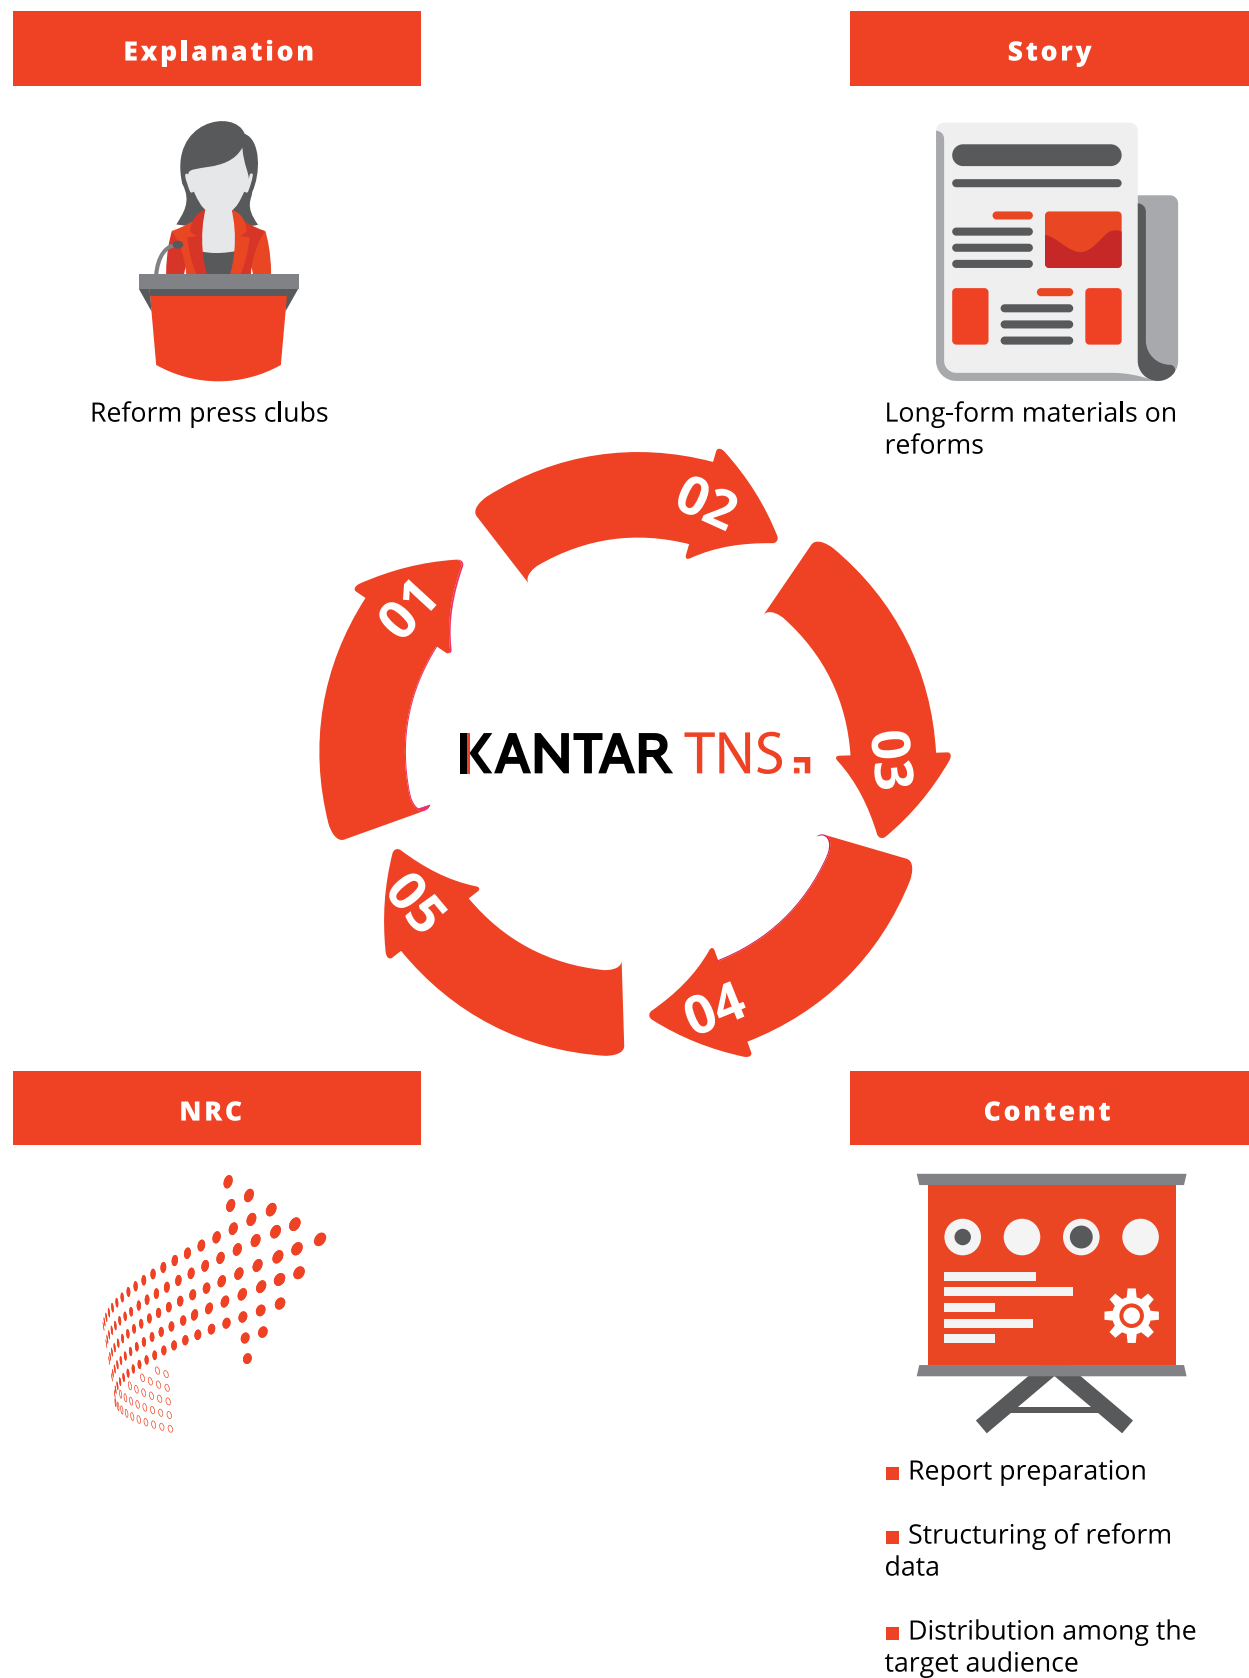 Explanation
Story
Reform press clubs
Long-form materials on
reforms
02
01
KANTAR TNS
03
05
04
NRC
Content
Report preparation
Structuring of reform
data
Distribution among the
target audience